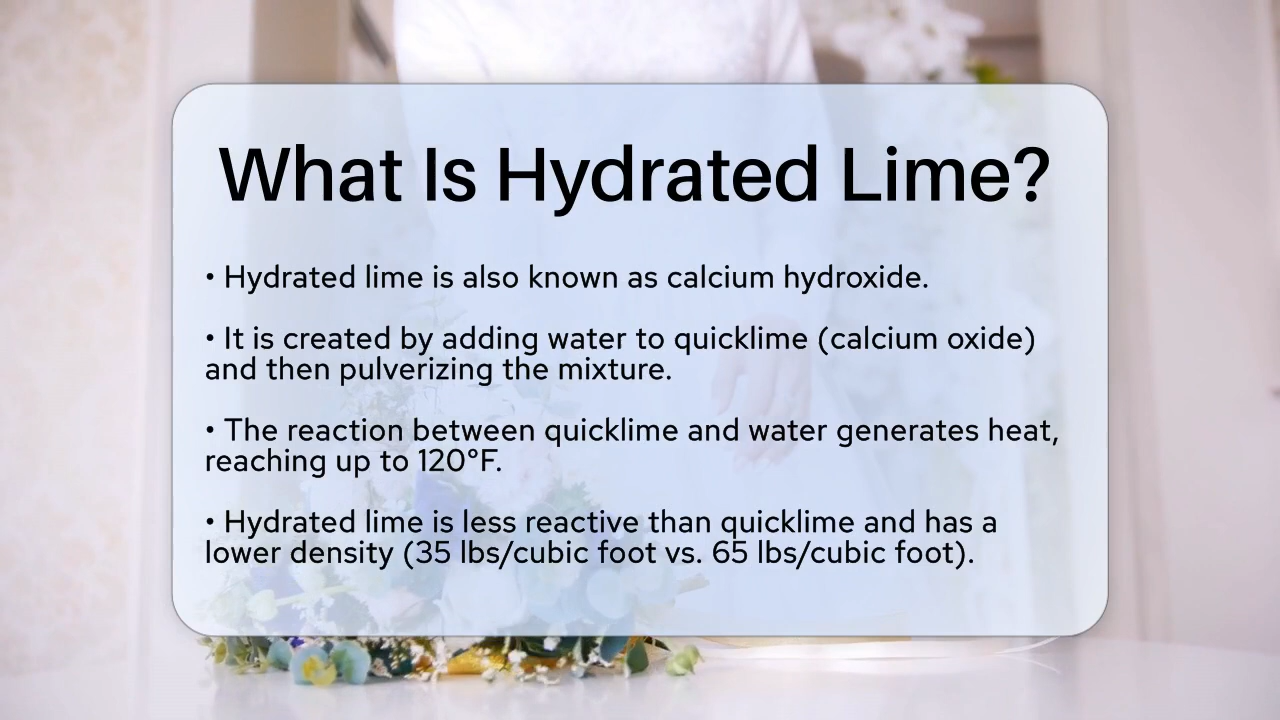 What Is Hydrated Lime?
• Hydrated lime is also known as calcium hydroxide.
• It is created by adding water to quicklime (calcium oxide)
and then pulverizing the mixture.
• The reaction between quicklime and water generates heat,
reaching up to 120°F.
• Hydrated lime is less reactive than quicklime and has a
lower density (35 lbs/cubic foot vs. 65 lbs/cubic foot).